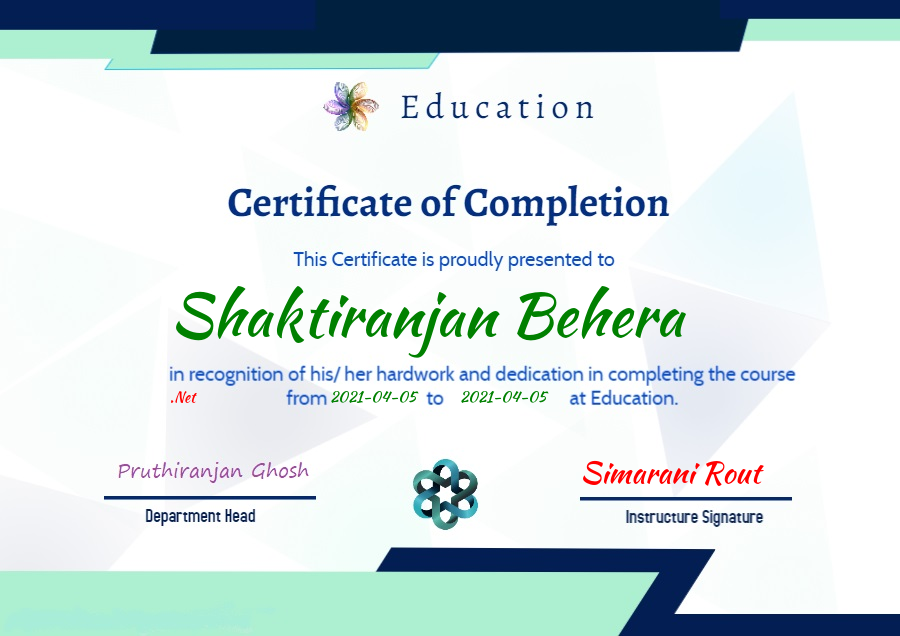 Education
Certificate of Completion
This Certificate is proudly presented to
Shaktiranjan Behera
in recognition of his/ her hardwork and dedication in completing the course
.Net from 2021-04-05 to 2021-04-05 at Education.
Pruthiranjan Ghosh Simarani Rout
Department Head Instructure Signature